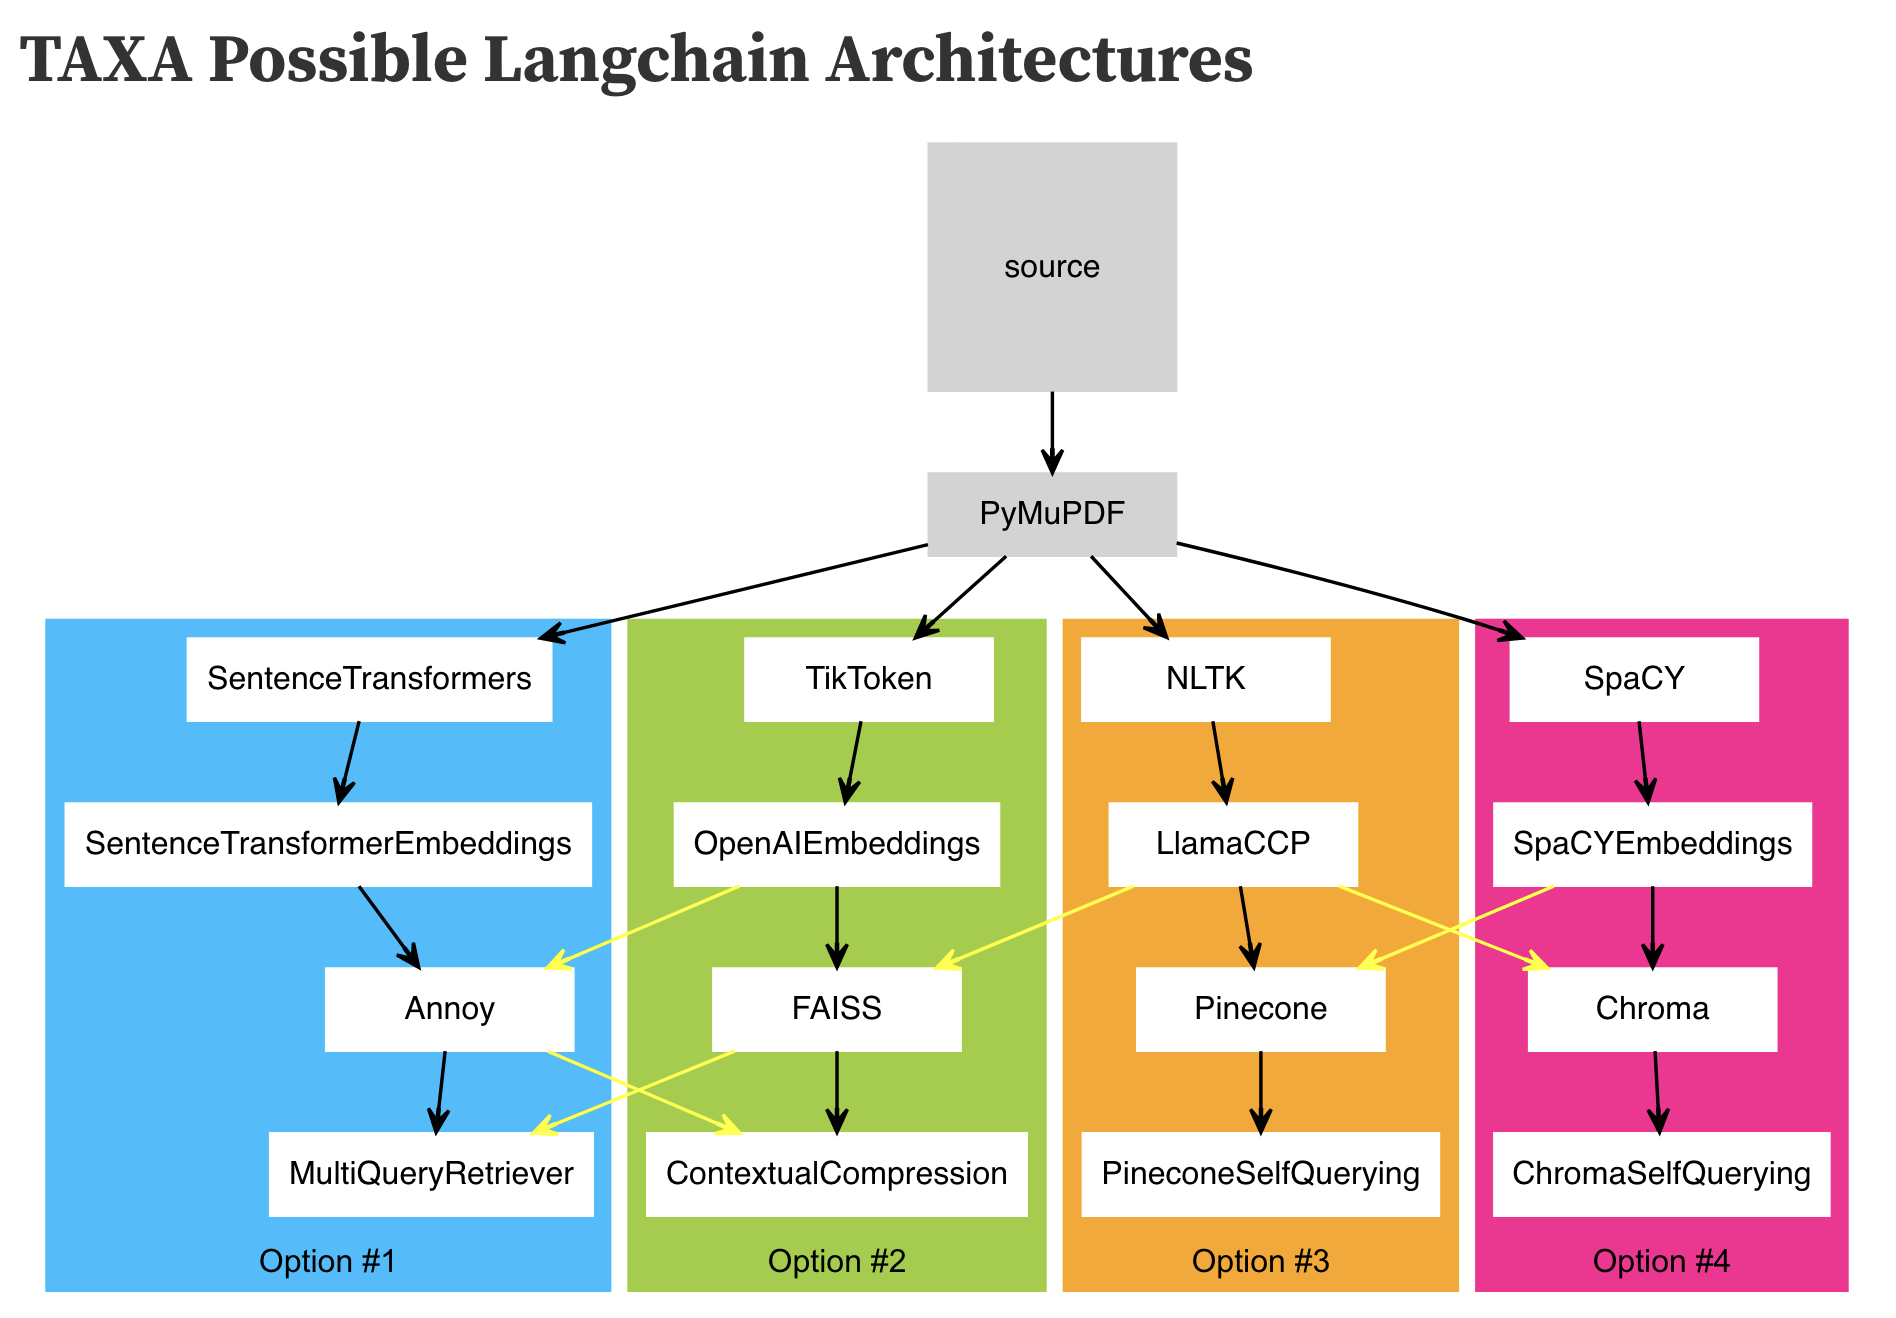 TAXA Possible Langchain Architectures
source
PyMuPDF
SentenceTransformers
TikToken
NLTK
SpaCY
SentenceTransformerEmbeddings
OpenAIEmbeddings
LlamaCCP
SpaCYEmbeddings
Annoy
FAISS
Pinecone
Chroma
MultiQueryRetriever
ContextualCompression
PineconeSelfQuerying
ChromaSelfQuerying
Option #1
Option #2
Option #3
Option #4